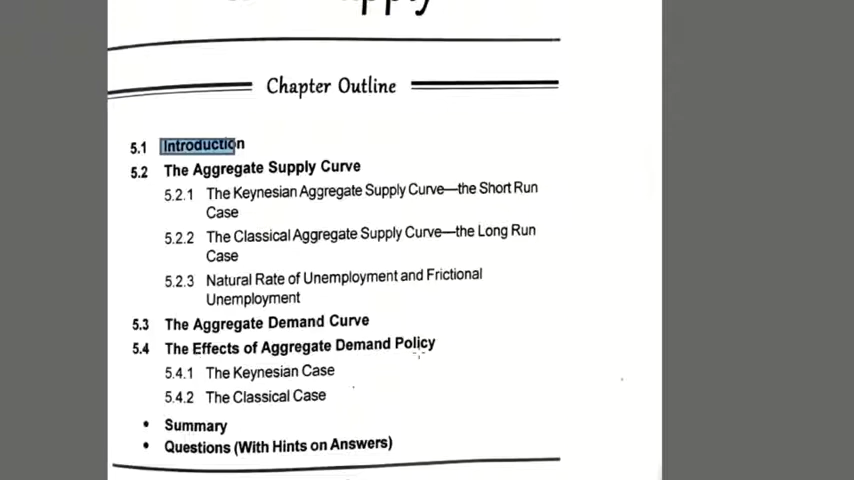 Chapter Outline
5.1 Introduction
5.2 The Aggregate Supply Curve
5.2.1 The Keynesian Aggregate Supply Curve—the Short Run
Case
5.2.2 The Classical Aggregate Supply Curve—the Long Run
Case
5.2.3 Natural Rate of Unemployment and Frictional
Unemployment
5.3 The Aggregate Demand Curve
5.4 The Effects of Aggregate Demand Policy
5.4.1 The Keynesian Case
5.4.2 The Classical Case
• Summary
• Questions (With Hints on Answers)